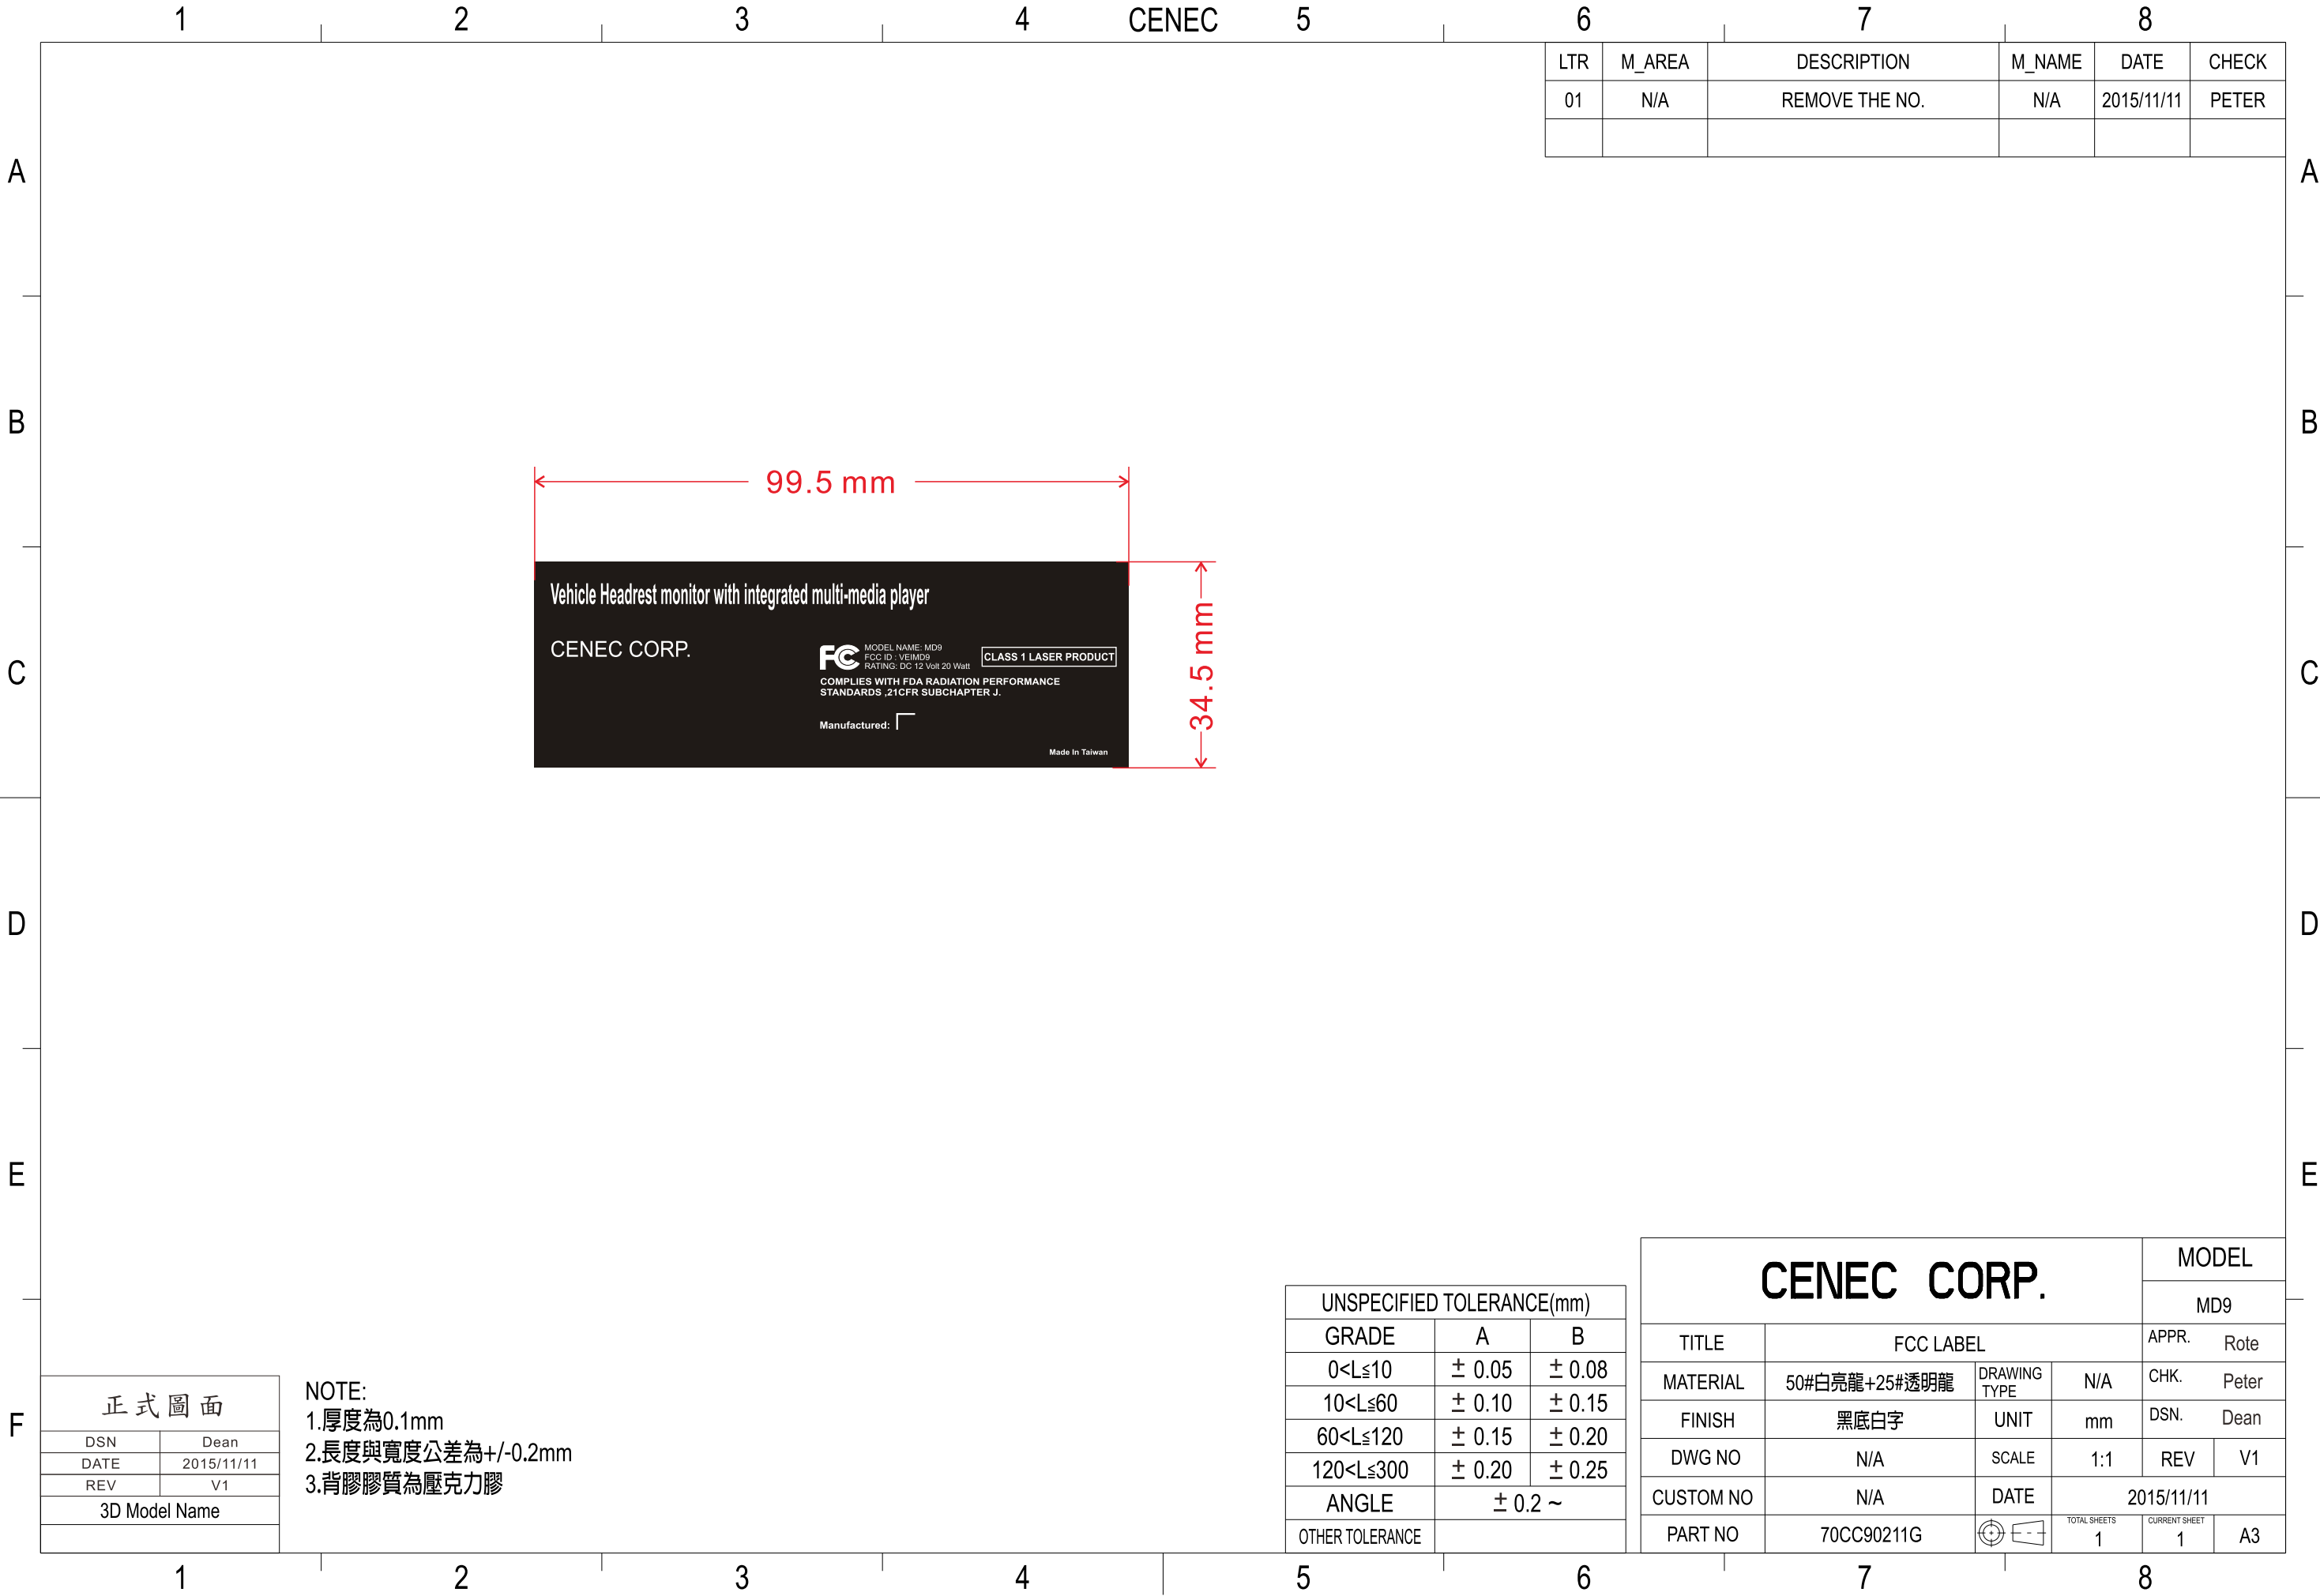 1 2 3 4 CENEC 5 6 7 8
LTR M_AREA DESCRIPTION M_NAME DATE CHECK
01 N/A REMOVE THE NO. N/A 2015/11/11 PETER
A A
B B
99.5 mm
Vehicle Headrest monitor with integrated multi-media player
CENEC CORP.
FC
MODEL NAME: MD9
FCC ID : VEIMD9
RATING: DC 12 Volt 20 Watt
CLASS 1 LASER PRODUCT
COMPLIES WITH FDA RADIATION PERFORMANCE
STANDARDS ,21CFR SUBCHAPTER J.
Manufactured:
Made In Taiwan
34.5 mm
C C
D D
E E
F
正式圖面
DSN Dean
DATE 2015/11/11
REV V1
3D Model Name
NOTE:
1.厚度為0.1mm
2.長度與寬度公差為+/-0.2mm
3.背膠膠質為壓克力膠
UNSPECIFIED TOLERANCE(mm)
GRADE A B
0<L≦10 ± 0.05 ± 0.08
10<L≦60 ± 0.10 ± 0.15
60<L≦120 ± 0.15 ± 0.20
120<L≦300 ± 0.20 ± 0.25
ANGLE ± 0.2 ~
OTHER TOLERANCE
CENEC CORP.
MODEL
MD9
TITLE FCC LABEL APPR. Rote
MATERIAL 50#白亮龍+25#透明龍 DRAWING TYPE N/A CHK. Peter
FINISH 黑底白字 UNIT mm DSN. Dean
DWG NO N/A SCALE 1:1 REV V1
CUSTOM NO N/A DATE 2015/11/11
PART NO 70CC90211G TOTAL SHEETS 1 CURRENT SHEET 1 A3
1 2 3 4 5 6 7 8